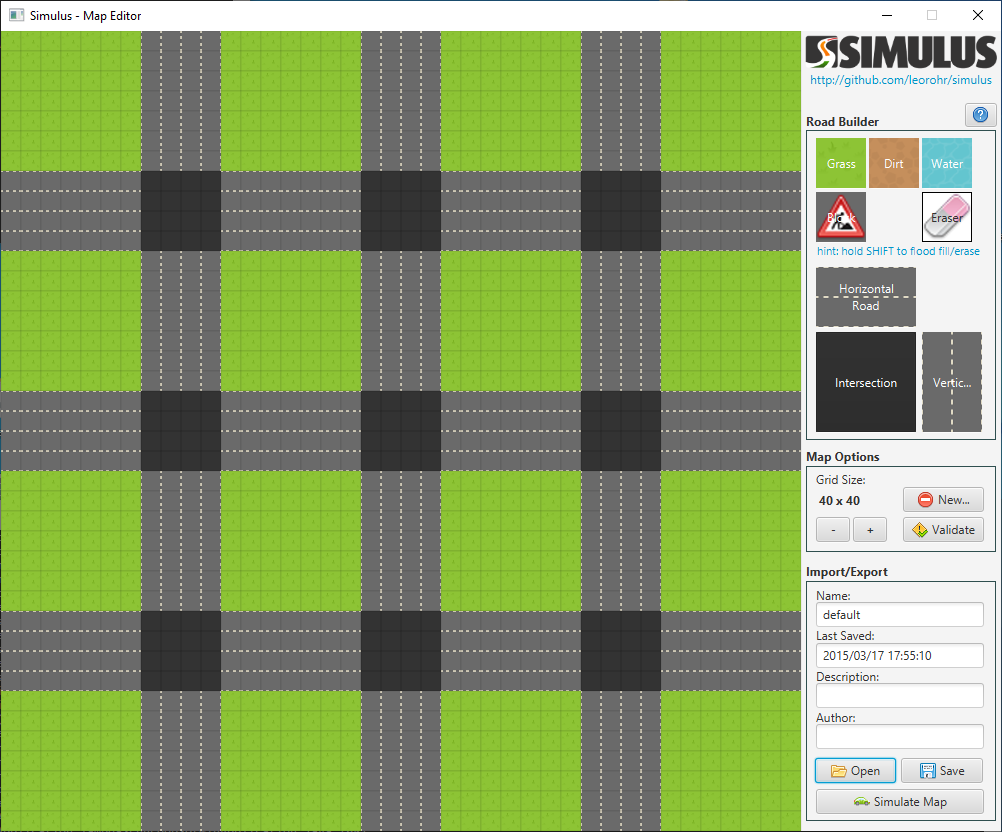 Simulus - Map Editor
SIMULUS
http://github.com/leorohr/simulus
Road Builder
Grass
Dirt
Water
Eraser
hint: hold SHIFT to flood fill/erase
Horizontal
Road
Intersection
Vertic...
Map Options
Grid Size:
40 x 40
New...
-
+
Validate
Import/Export
Name:
default
Last Saved:
2015/03/17 17:55:10
Description:
Author:
Open
Save
Simulate Map